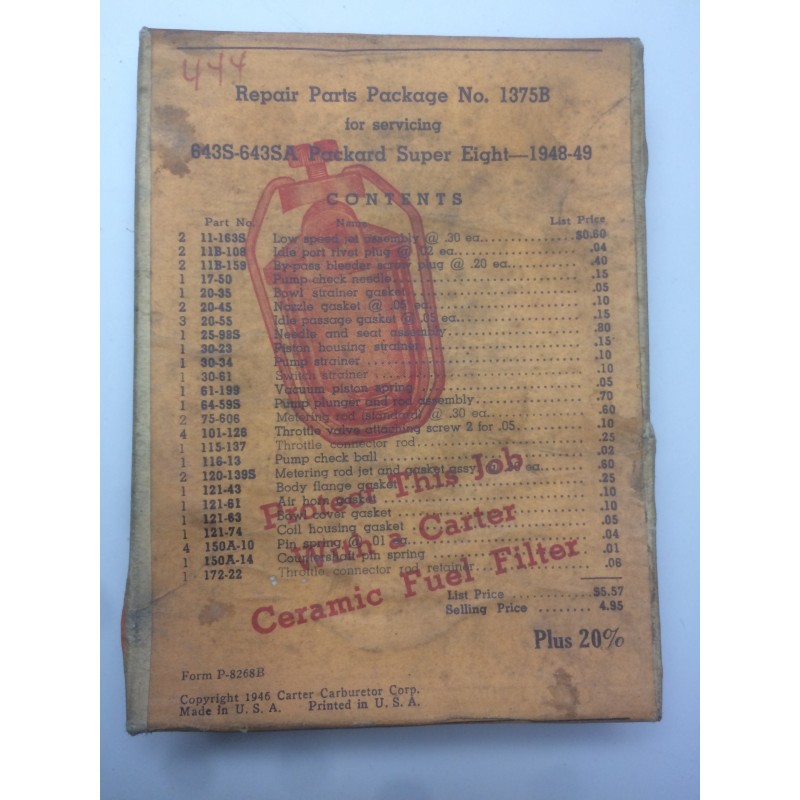 444
Repair Parts Package No. 1375B
for servicing
643S-643SA Packard Super Eight—1948-49
CONTENTS
Part No. Name List Price
2 11-163S Low speed jet assembly @ .30 ea. $0.60
2 11B-108 Idle port rivet plug @ .02 ea. .04
2 11B-159 By-pass bleeder screw plug @ .20 ea. .40
1 17-50 Pump check needle .15
1 20-35 Bowl strainer gasket .05
2 20-45 Nozzle gasket @ .05 ea. .10
3 20-55 Idle passage gasket @ .05 ea. .15
1 25-98S Needle and seat assembly .80
1 30-23 Piston housing strainer .15
1 30-34 Pump strainer .10
1 30-61 Switch strainer .10
1 61-199 Vacuum piston spring .05
1 64-59S Pump plunger and rod assembly .70
2 75-606 Metering rod (standard) @ .30 ea. .60
4 101-126 Throttle valve attaching screw 2 for .05 .10
1 115-137 Throttle connector rod .25
1 116-13 Pump check ball .02
2 120-139S Metering rod jet and gasket assy. @ ea. .60
1 121-43 Body flange gasket .25
1 121-61 Air horn gasket .10
1 121-63 Bowl cover gasket .10
1 121-74 Coil housing gasket .05
4 150A-10 Pin spring @ .01 ea. .04
1 150A-14 Countershaft pin spring .01
1 172-22 Throttle connector rod retainer .06
Protect This Job
With a Carter
Ceramic Fuel Filter
List Price ........ $5.57
Selling Price ........ 4.95
Plus 20%
Form P-8268B
Copyright 1946 Carter Carburetor Corp.
Made in U. S. A. Printed in U. S. A.